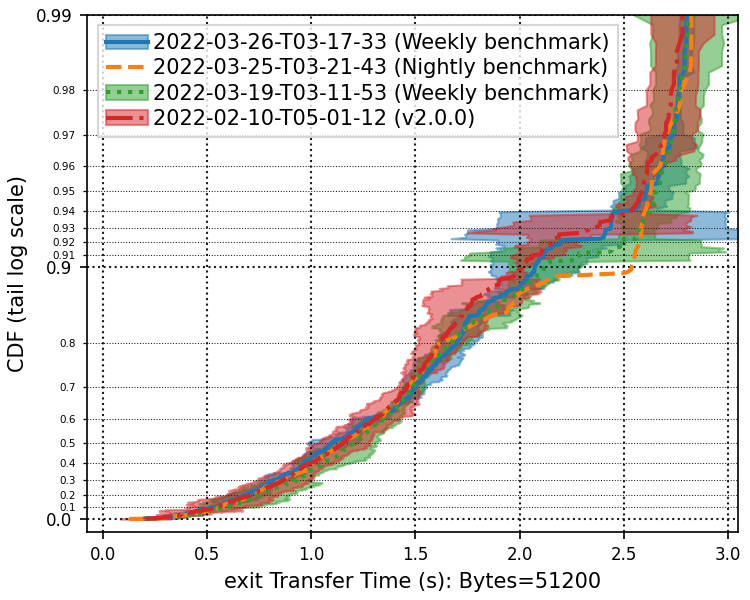 0.99
2022-03-26-T03-17-33 (Weekly benchmark)
2022-03-25-T03-21-43 (Nightly benchmark)
2022-03-19-T03-11-53 (Weekly benchmark)
2022-02-10-T05-01-12 (v2.0.0)
0.98
0.97
0.96
0.95
0.94
0.93
0.92
0.91
0.9
0.8
0.7
0.6
0.5
0.4
0.3
0.2
0.1
0.0
CDF (tail log scale)
0.0 0.5 1.0 1.5 2.0 2.5 3.0
exit Transfer Time (s): Bytes=51200